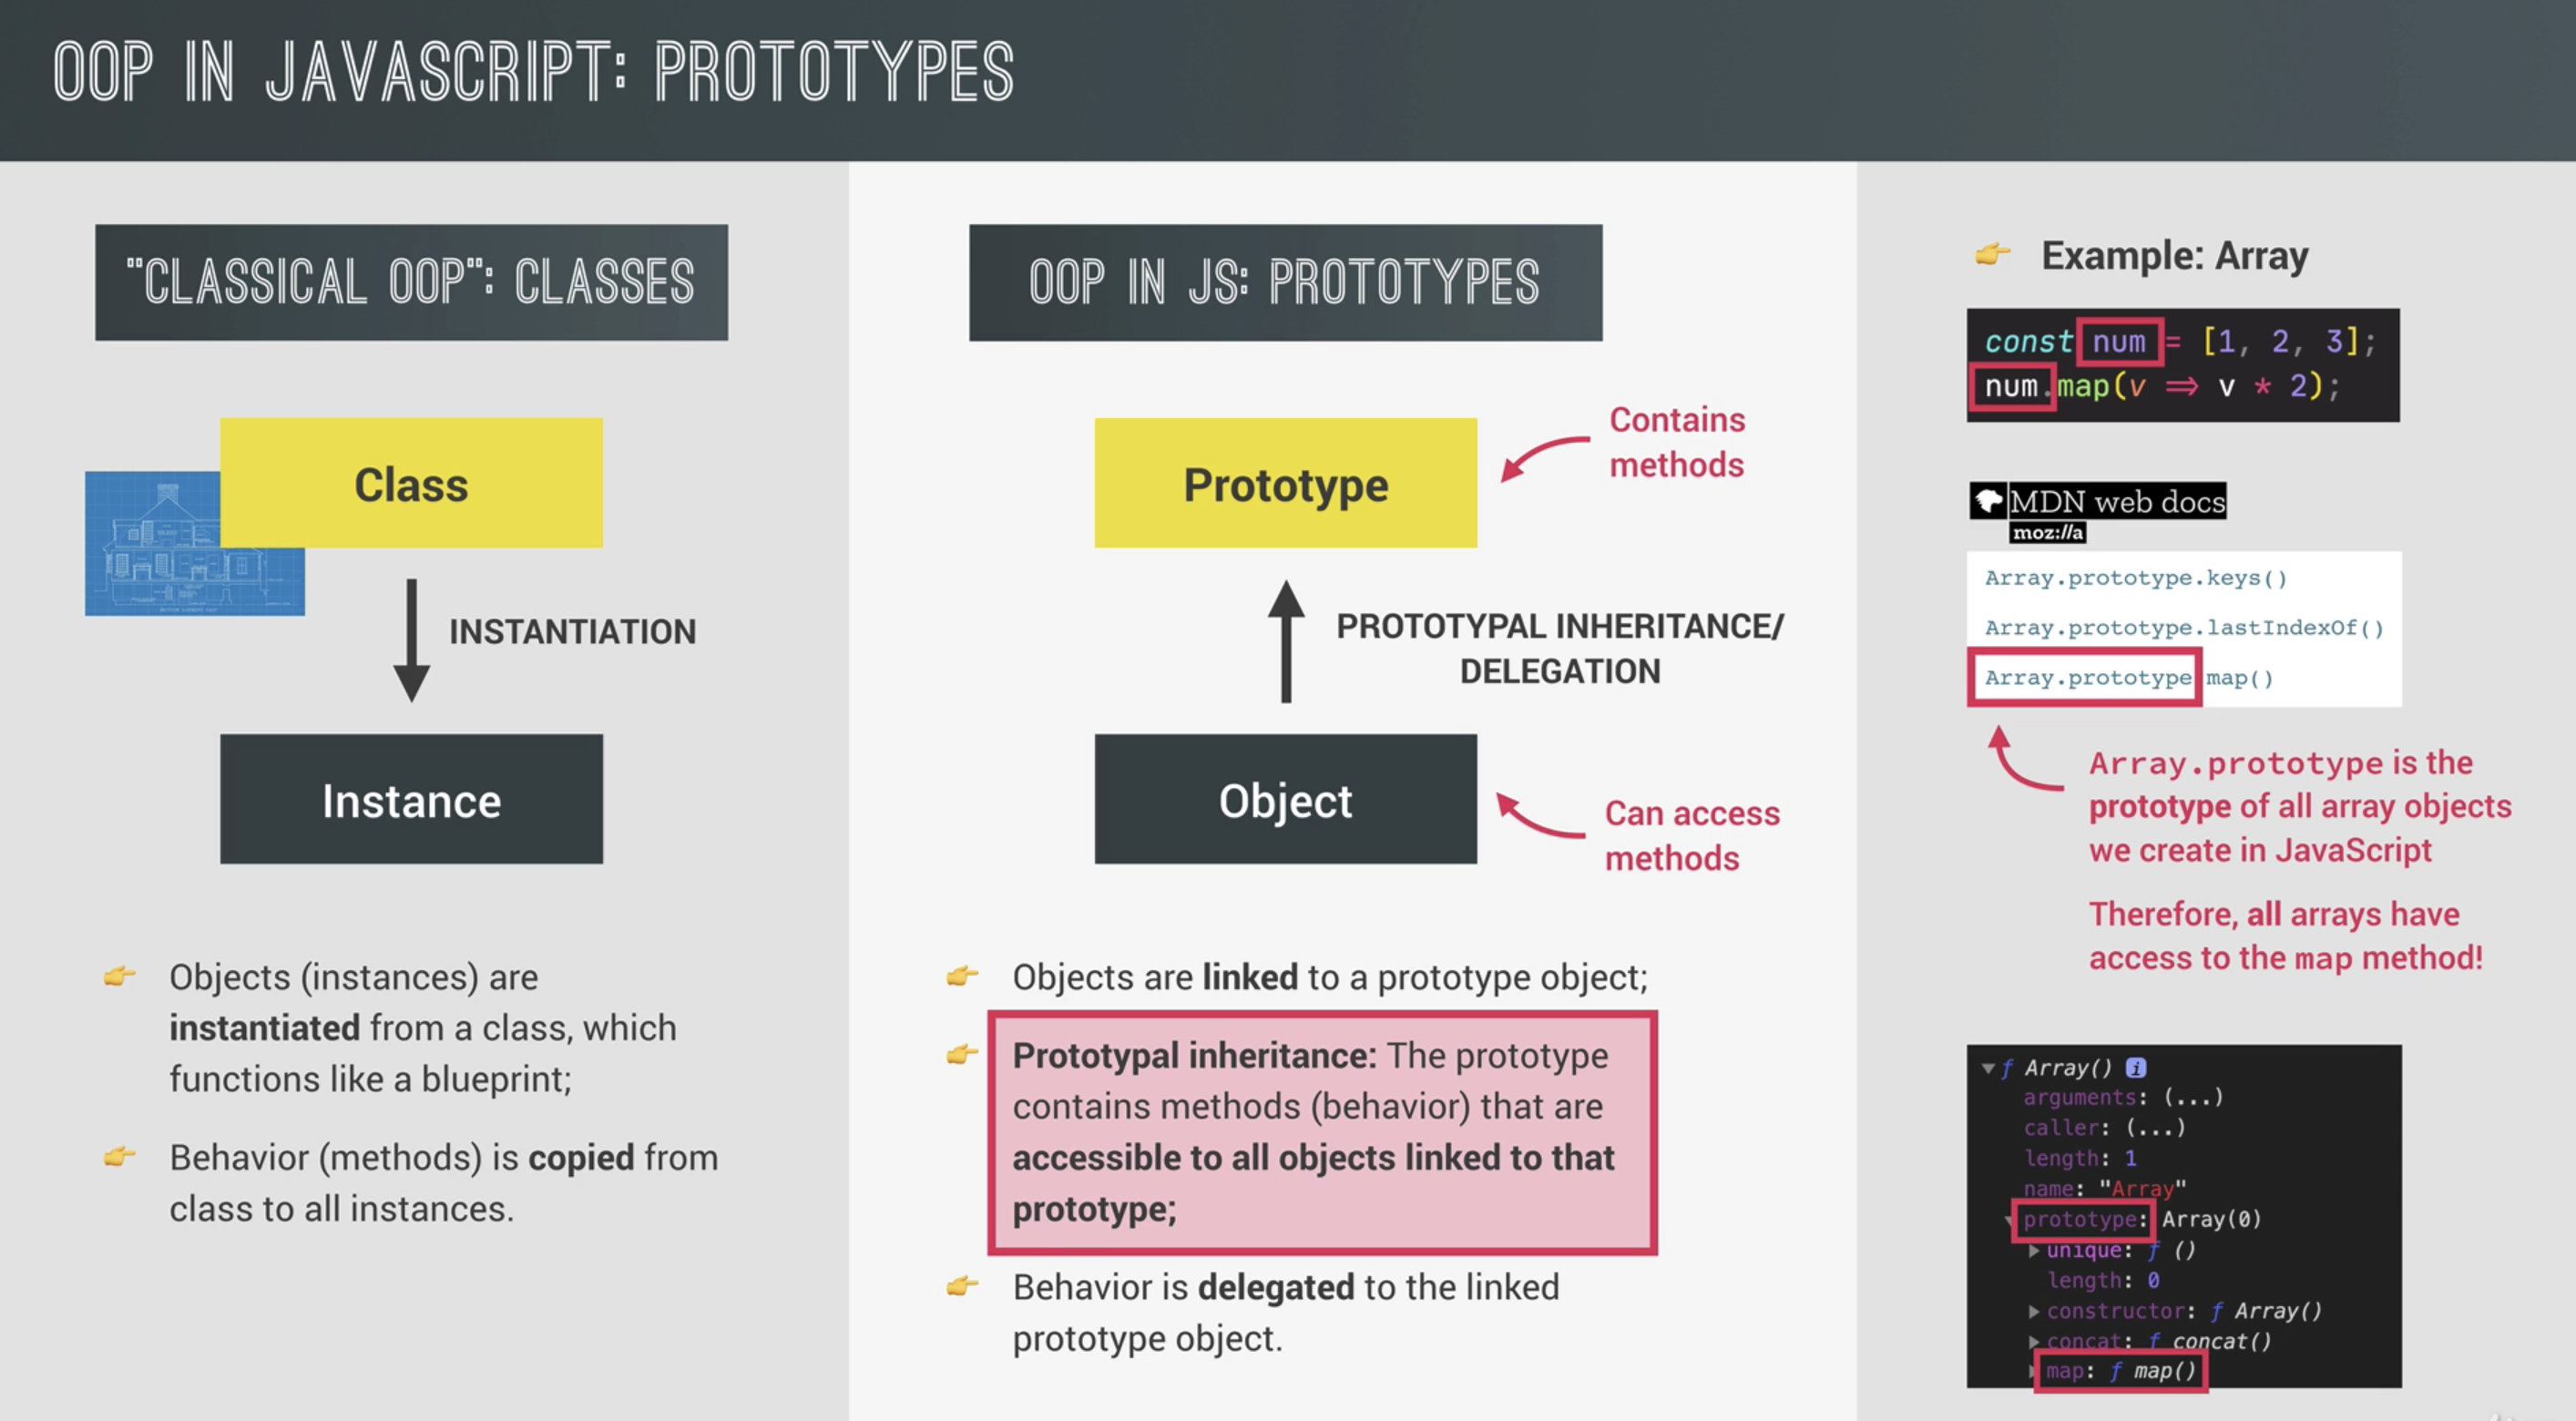 OOP IN JAVASCRIPT: PROTOTYPES
"CLASSICAL OOP": CLASSES
Class
INSTANTIATION
Instance
👉 Objects (instances) are
instantiated from a class, which
functions like a blueprint;
👉 Behavior (methods) is copied from
class to all instances.
OOP IN JS: PROTOTYPES
Prototype
Contains
methods
PROTOTYPAL INHERITANCE/
DELEGATION
Object
Can access
methods
👉 Objects are linked to a prototype object;
👉 Prototypal inheritance: The prototype
contains methods (behavior) that are
accessible to all objects linked to that
prototype;
👉 Behavior is delegated to the linked
prototype object.
👉 Example: Array
const num = [1, 2, 3];
num.map(v ⇒ v * 2);
MDN web docs
moz://a
Array.prototype.keys()
Array.prototype.lastIndexOf()
Array.prototype.map()
Array.prototype is the
prototype of all array objects
we create in JavaScript
Therefore, all arrays have
access to the map method!
▼ ƒ Array() i
arguments: (...)
caller: (...)
length: 1
name: "Array"
▼ prototype: Array(0)
▶ unique: ƒ ()
length: 0
▶ constructor: ƒ Array()
▶ concat: ƒ concat()
▶ map: ƒ map()